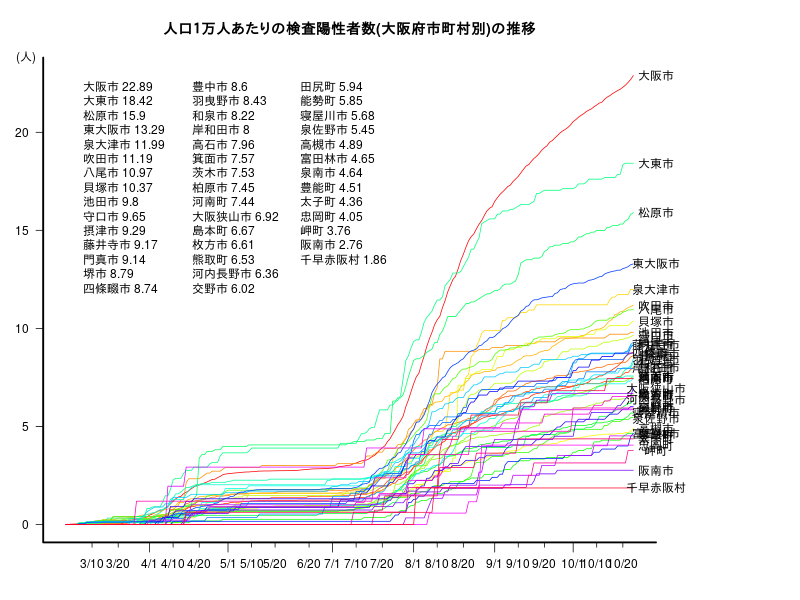 人口1万人あたりの検査陽性者数(大阪府市町村別)の推移
(人)
大阪市 22.89 豊中市 8.6 田尻町 5.94
大東市 18.42 羽曳野市 8.43 能勢町 5.85
松原市 15.9 和泉市 8.22 寝屋川市 5.68
東大阪市 13.29 岸和田市 8 泉佐野市 5.45
泉大津市 11.99 高石市 7.96 高槻市 4.89
吹田市 11.19 箕面市 7.57 富田林市 4.65
八尾市 10.97 茨木市 7.53 泉南市 4.64
貝塚市 10.37 柏原市 7.45 豊能町 4.51
池田市 9.8 河南町 7.44 太子町 4.36
守口市 9.65 大阪狭山市 6.92 忠岡町 4.05
摂津市 9.29 島本町 6.67 岬町 3.76
藤井寺市 9.17 枚方市 6.61 阪南市 2.76
門真市 9.14 熊取町 6.53 千早赤阪村 1.86
堺市 8.79 河内長野市 6.36
四條畷市 8.74 交野市 6.02
20
15
10
5
0
大阪市
大東市
松原市
東大阪市
泉大津市
吹田市
八尾市
貝塚市
池田市
大阪狭山市
岬町
阪南市
千早赤阪村
3/10 3/20 4/1 4/10 4/20 5/1 5/10 5/20 6/20 7/1 7/10 7/20 8/1 8/10 8/20 9/1 9/10 9/20 10/1 10/10 10/20